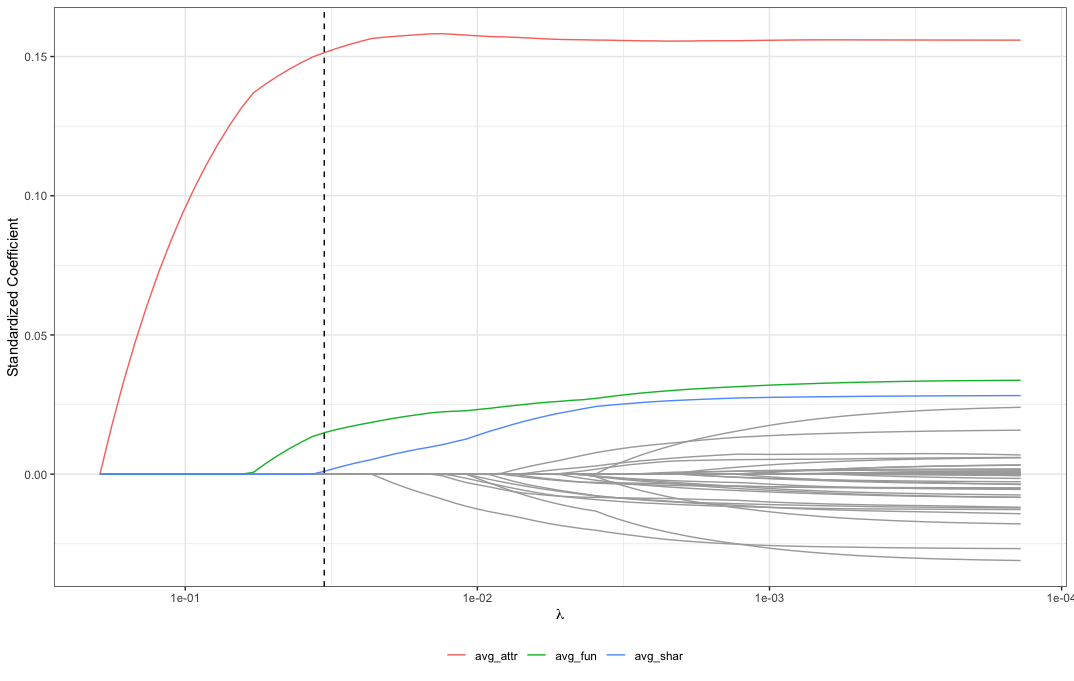 Standardized Coefficient
0.15
0.10
0.05
0.00
1e-01 1e-02 1e-03 1e-04
λ
avg_attr avg_fun avg_shar